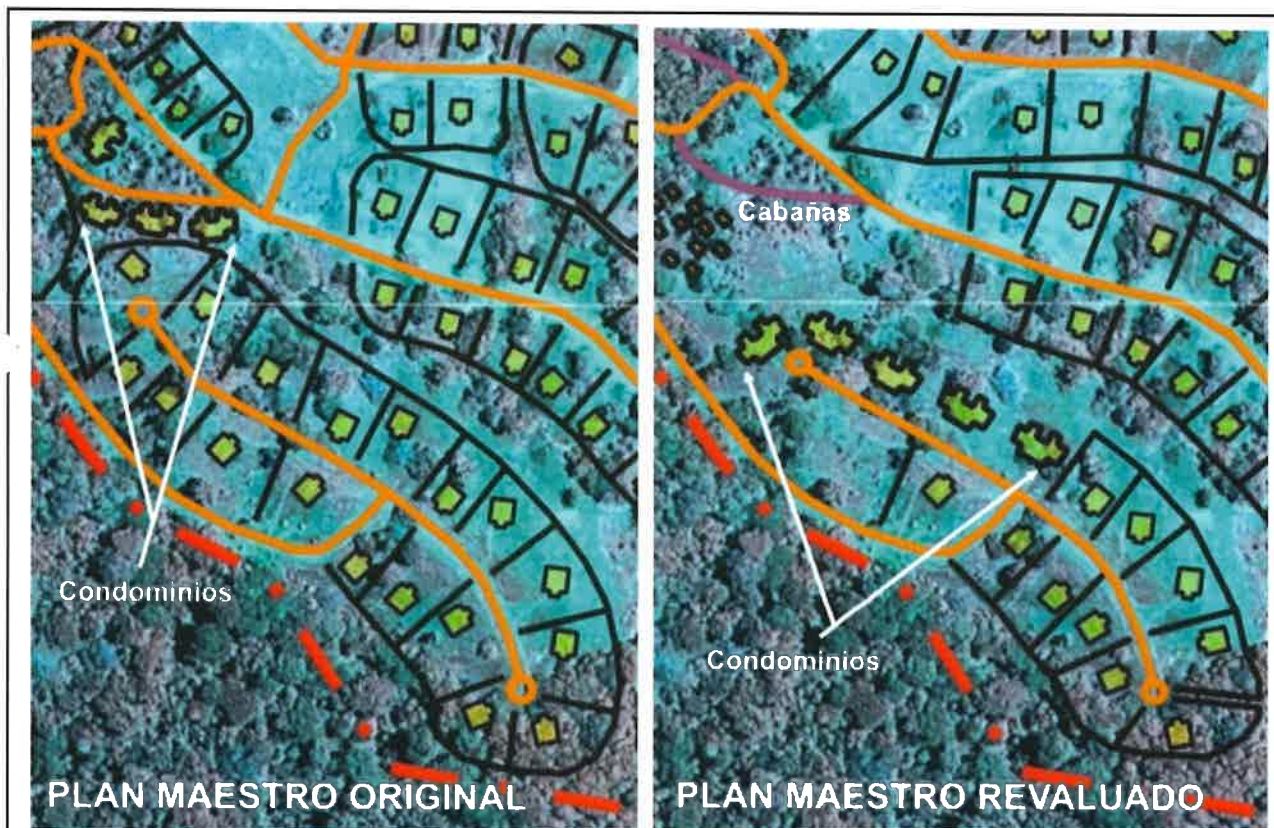 Condominios
PLAN MAESTRO ORIGINAL
Cabañas
Condominios
PLAN MAESTRO REVALUADO